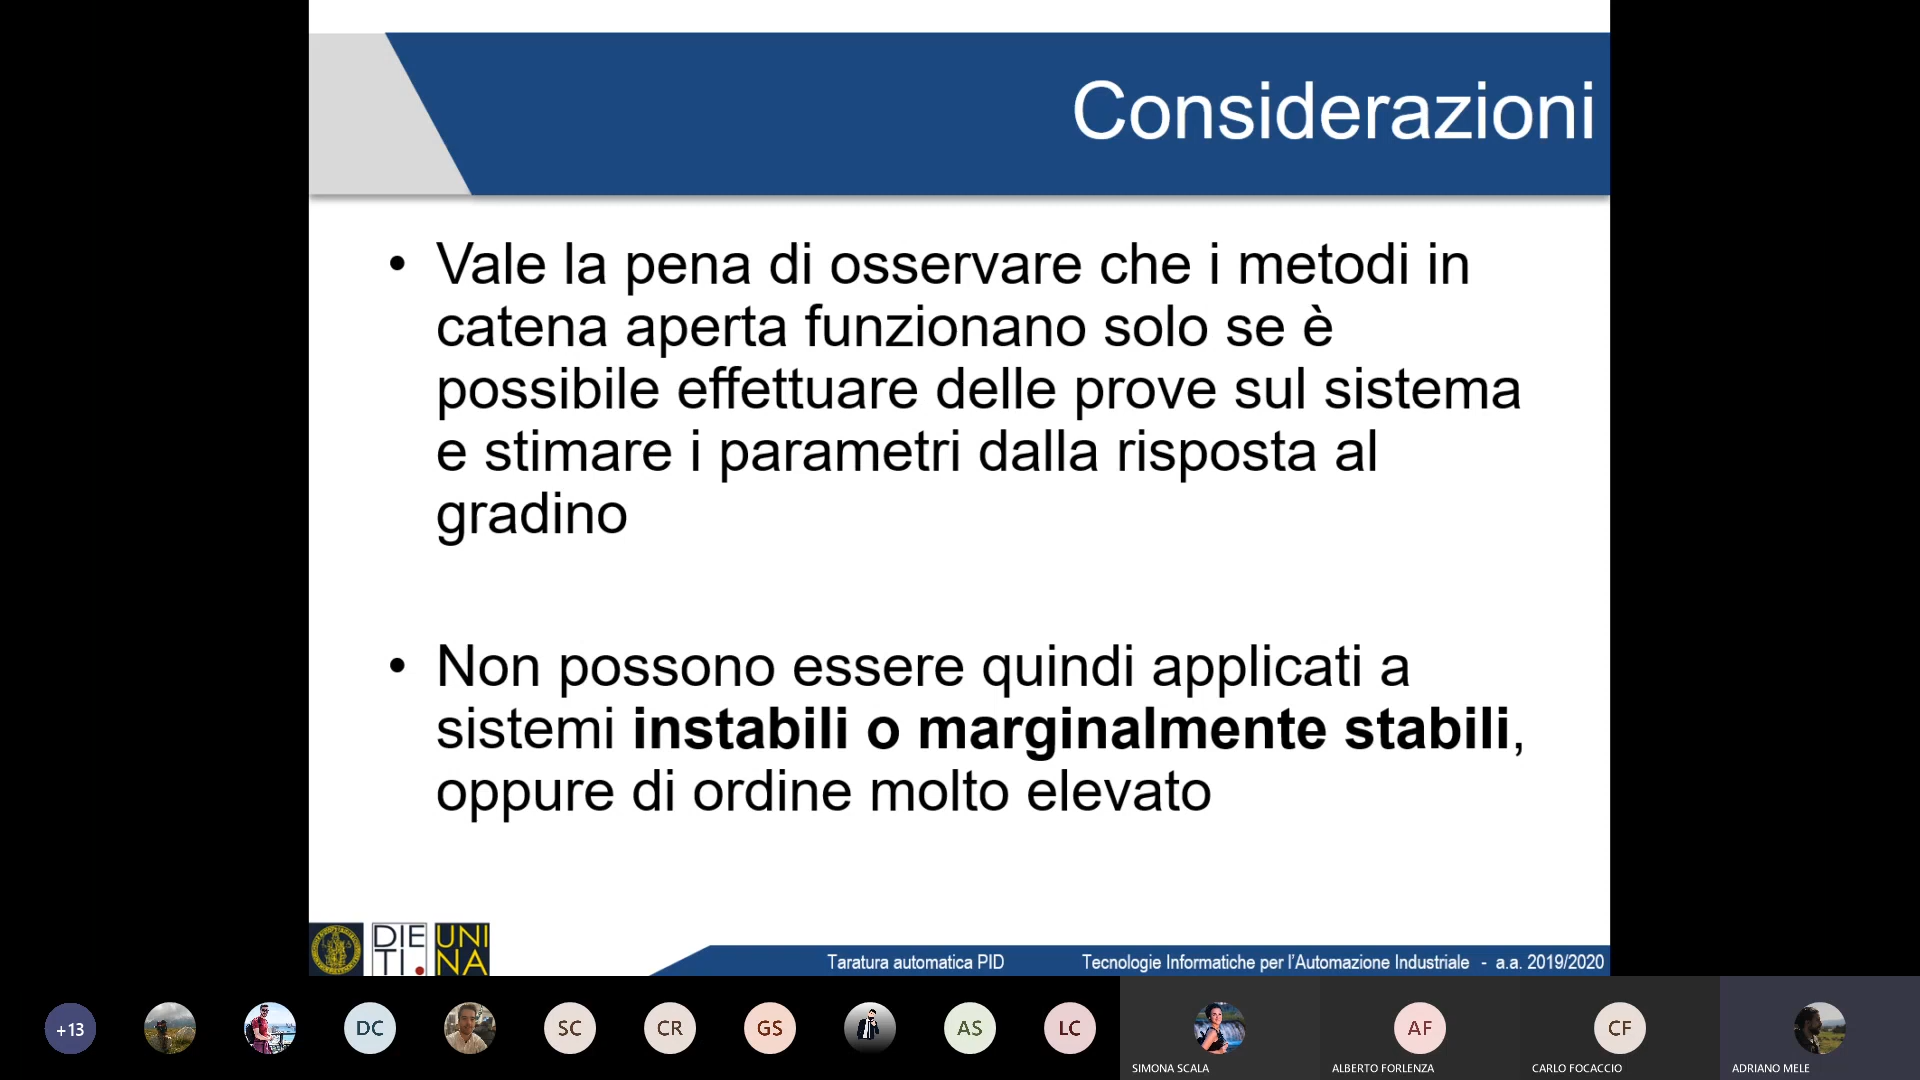 Considerazioni
• Vale la pena di osservare che i metodi in
catena aperta funzionano solo se è
possibile effettuare delle prove sul sistema
e stimare i parametri dalla risposta al
gradino
• Non possono essere quindi applicati a
sistemi instabili o marginalmente stabili,
oppure di ordine molto elevato
DIE
TI.
UNI
NA
Taratura automatica PID
Tecnologie Informatiche per l'Automazione Industriale - a.a. 2019/2020
+13
DC
SC
CR
GS
AS
LC
AF
CF
SIMONA SCALA
ALBERTO FORLENZA
CARLO FOCACCIO
ADRIANO MELE